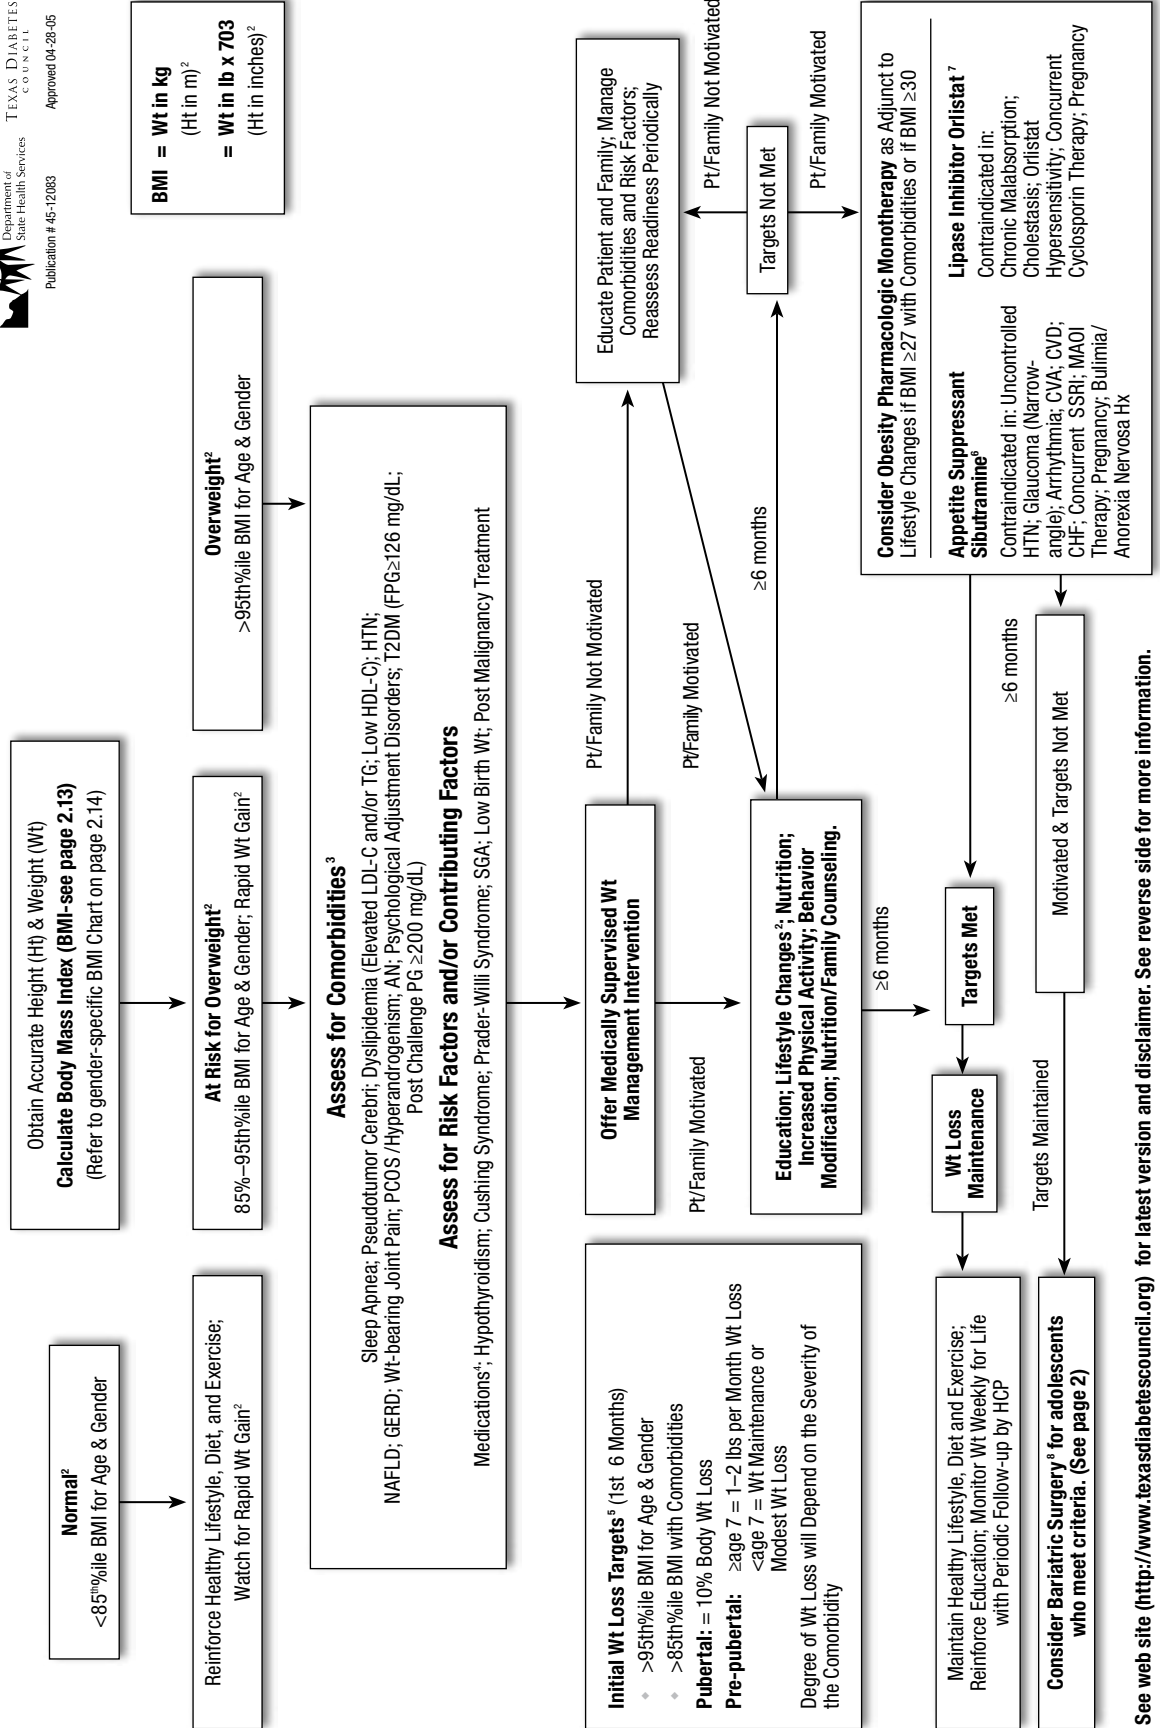 Department of
State Health Services
TEXAS DIABETES
COUNCIL
Publication # 45-12083
Approved 04-28-05
BMI = Wt in kg
(Ht in m)²
= Wt in lb x 703
(Ht in inches)²
Obtain Accurate Height (Ht) & Weight (Wt)
Calculate Body Mass Index (BMI-see page 2.13)
(Refer to gender-specific BMI Chart on page 2.14)
Normal²
<85ᵗʰ%ile BMI for Age & Gender
At Risk for Overweight²
85%–95th%ile BMI for Age & Gender; Rapid Wt Gain²
Overweight²
>95th%ile BMI for Age & Gender
Reinforce Healthy Lifestyle, Diet, and Exercise;
Watch for Rapid Wt Gain²
Assess for Comorbidities³
Sleep Apnea; Pseudotumor Cerebri; Dyslipidemia (Elevated LDL-C and/or TG; Low HDL-C); HTN;
NAFLD; GERD; Wt-bearing Joint Pain; PCOS /Hyperandrogenism; AN; Psychological Adjustment Disorders; T2DM (FPG≥126 mg/dL;
Post Challenge PG ≥200 mg/dL)
Assess for Risk Factors and/or Contributing Factors
Medications⁴; Hypothyroidism; Cushing Syndrome; Prader-Willi Syndrome; SGA; Low Birth Wt; Post Malignancy Treatment
Initial Wt Loss Targets⁵ (1st 6 Months)
>95th%ile BMI for Age & Gender
>85th%ile BMI with Comorbidities
Pubertal: = 10% Body Wt Loss
Pre-pubertal: ≥age 7 = 1–2 lbs per Month Wt Loss
<age 7 = Wt Maintenance or
Modest Wt Loss
Degree of Wt Loss will Depend on the Severity of
the Comorbidity
Offer Medically Supervised Wt
Management Intervention
Pt/Family Not Motivated
Educate Patient and Family; Manage
Comorbidities and Risk Factors;
Reassess Readiness Periodically
Pt/Family Motivated
Pt/Family Motivated
Pt/Family Not Motivated
Education; Lifestyle Changes²; Nutrition;
Increased Physical Activity; Behavior
Modification; Nutrition/Family Counseling.
≥6 months
Targets Not Met
Pt/Family Motivated
≥6 months
Consider Obesity Pharmacologic Monotherapy as Adjunct to
Lifestyle Changes if BMI ≥27 with Comorbidities or if BMI ≥30
Appetite Suppressant
Sibutramine⁶
Contraindicated in: Uncontrolled
HTN; Glaucoma (Narrow-
angle); Arrhythmia; CVA; CVD;
CHF; Concurrent SSRI; MAOI
Therapy; Pregnancy; Bulimia/
Anorexia Nervosa Hx
Lipase Inhibitor Orlistat ⁷
Contraindicated in:
Chronic Malabsorption;
Cholestasis; Orlistat
Hypersensitivity; Concurrent
Cyclosporin Therapy; Pregnancy
Maintain Healthy Lifestyle, Diet and Exercise;
Reinforce Education; Monitor Wt Weekly for Life
with Periodic Follow-up by HCP
Wt Loss
Maintenance
Targets Met
≥6 months
Consider Bariatric Surgery⁸ for adolescents
who meet criteria. (See page 2)
Targets Maintained
Motivated & Targets Not Met
See web site (http://www.texasdiabetescouncil.org) for latest version and disclaimer. See reverse side for more information.